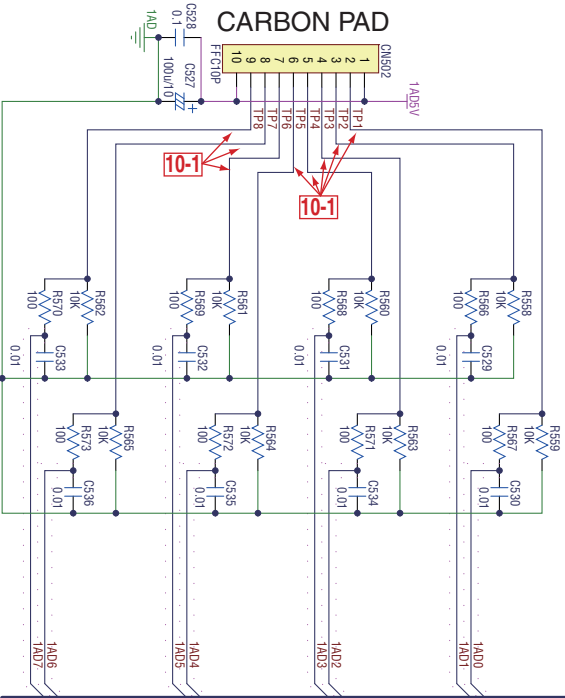 CARBON PAD
1AD
C528
0.1
C527
100u/10
+
FFC10P
CN502
10
9
8
7
6
5
4
3
2
1
1AD5V
TP8
TP7
TP6
TP5
TP4
TP3
TP2
TP1
10-1
10-1
R570
100
R562
10K
R569
100
R561
10K
R568
100
R560
10K
R566
100
R558
10K
C533
0.01
C532
0.01
C531
0.01
C529
0.01
R573
100
R565
10K
R572
100
R564
10K
R571
100
R563
10K
R567
100
R559
10K
C536
0.01
C535
0.01
C534
0.01
C530
0.01
1AD7
1AD6
1AD5
1AD4
1AD3
1AD2
1AD1
1AD0